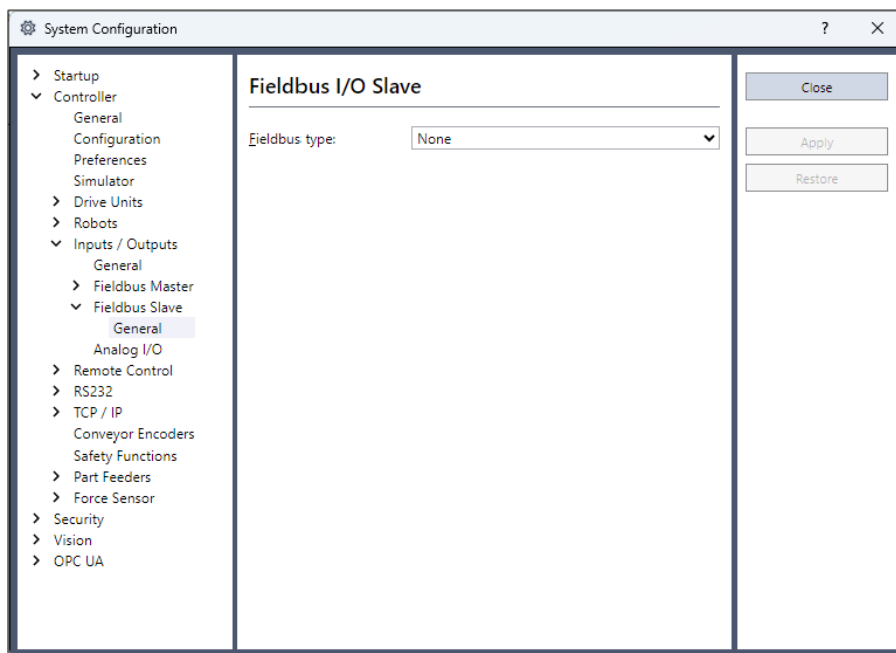 System Configuration
?
Startup
Controller
General
Configuration
Preferences
Simulator
Drive Units
Robots
Inputs / Outputs
General
Fieldbus Master
Fieldbus Slave
General
Analog I/O
Remote Control
RS232
TCP / IP
Conveyor Encoders
Safety Functions
Part Feeders
Force Sensor
Security
Vision
OPC UA
Fieldbus I/O Slave
Fieldbus type: None
Close
Apply
Restore